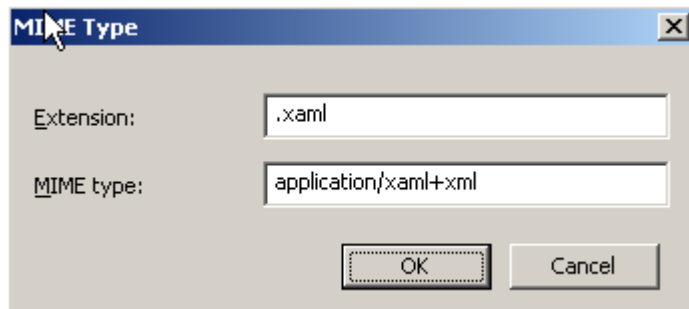 MIME Type
Extension: .xaml
MIME type: application/xaml+xml
OK Cancel